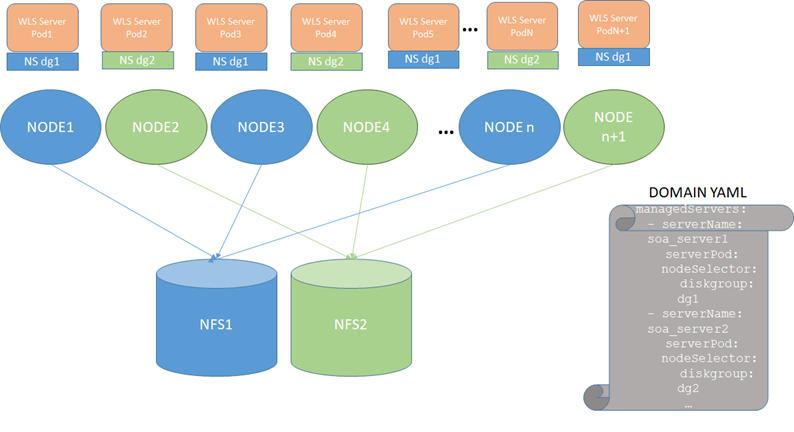 WLS Server
Pod1
WLS Server
Pod2
WLS Server
Pod3
WLS Server
Pod4
WLS Server
Pod5
...
WLS Server
PodN
WLS Server
PodN+1
NS dg1
NS dg2
NS dg1
NS dg2
NS dg1
NS dg2
NS dg1
NODE1
NODE2
NODE3
NODE4
...
NODE n
NODE
n+1
NFS1
NFS2
DOMAIN YAML
managedServers:
- serverName:
soa_server1
serverPod:
nodeSelector:
diskgroup:
dg1
- serverName:
soa_server2
serverPod:
nodeSelector:
diskgroup:
dg2
…